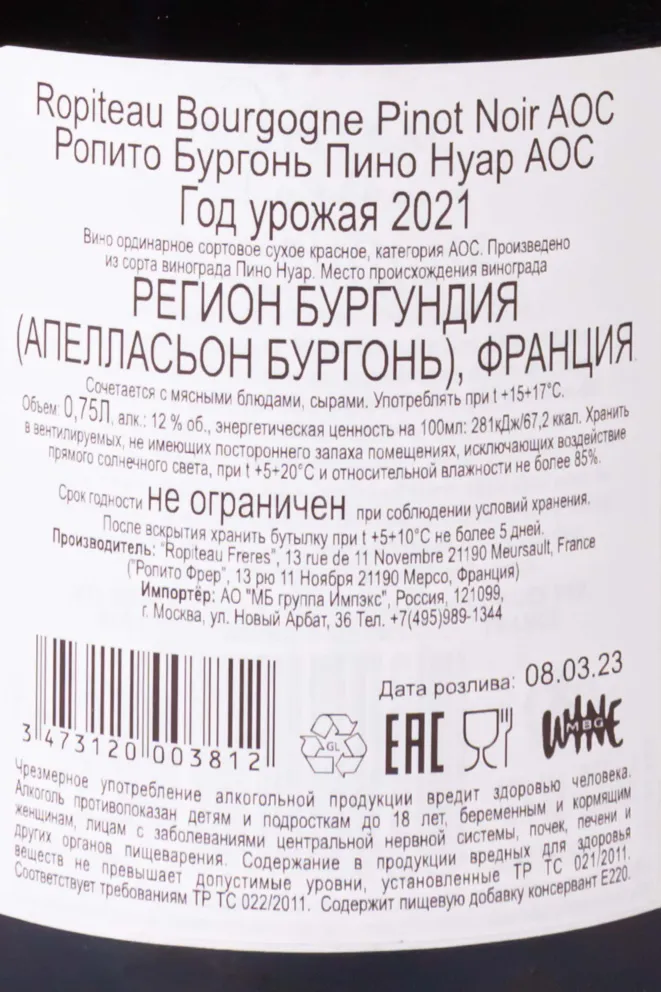 Ropiteau Bourgogne Pinot Noir AOC
Ропито Бургонь Пино Нуар АОС
Год урожая 2021
Вино ординарное сортовое сухое красное, категория АОС. Произведено
из сорта винограда Пино Нуар. Место происхождения винограда
РЕГИОН БУРГУНДИЯ
(АПЕЛЛАСЬОН БУРГОНЬ), ФРАНЦИЯ.
Сочетается с мясными блюдами, сырами. Употреблять при t +15+17°С.
Объем: 0,75Л, алк.: 12 % об., энергетическая ценность на 100мл: 281кДж/67,2 ккал. Хранить
в вентилируемых, не имеющих постороннего запаха помещениях, исключающих воздействие
прямого солнечного света, при t +5+20°С и относительной влажности не более 85%.
Срок годности не ограничен при соблюдении условий хранения.
После вскрытия хранить бутылку при t +5+10°С не более 5 дней.
Производитель: "Ropiteau Freres", 13 rue de 11 Novembre 21190 Meursault, France
("Ропито Фрер", 13 рю 11 Ноября 21190 Мерсо, Франция)
Импортёр: АО "МБ группа Импэкс", Россия, 121099,
г. Москва, ул. Новый Арбат, 36 Тел. +7(495)989-1344
Дата розлива: 08.03.23
3 473120 003812
GL
EAC
WINE
MBG
Чрезмерное употребление алкогольной продукции вредит здоровью человека.
Алкоголь противопоказан детям и подросткам до 18 лет, беременным и кормящим
женщинам, лицам с заболеваниями центральной нервной системы, почек, печени и
других органов пищеварения. Содержание в продукции вредных для здоровья
веществ не превышает допустимые уровни, установленные ТР ТС 021/2011.
Соответствует требованиям ТР ТС 022/2011. Содержит пищевую добавку консервант Е220.